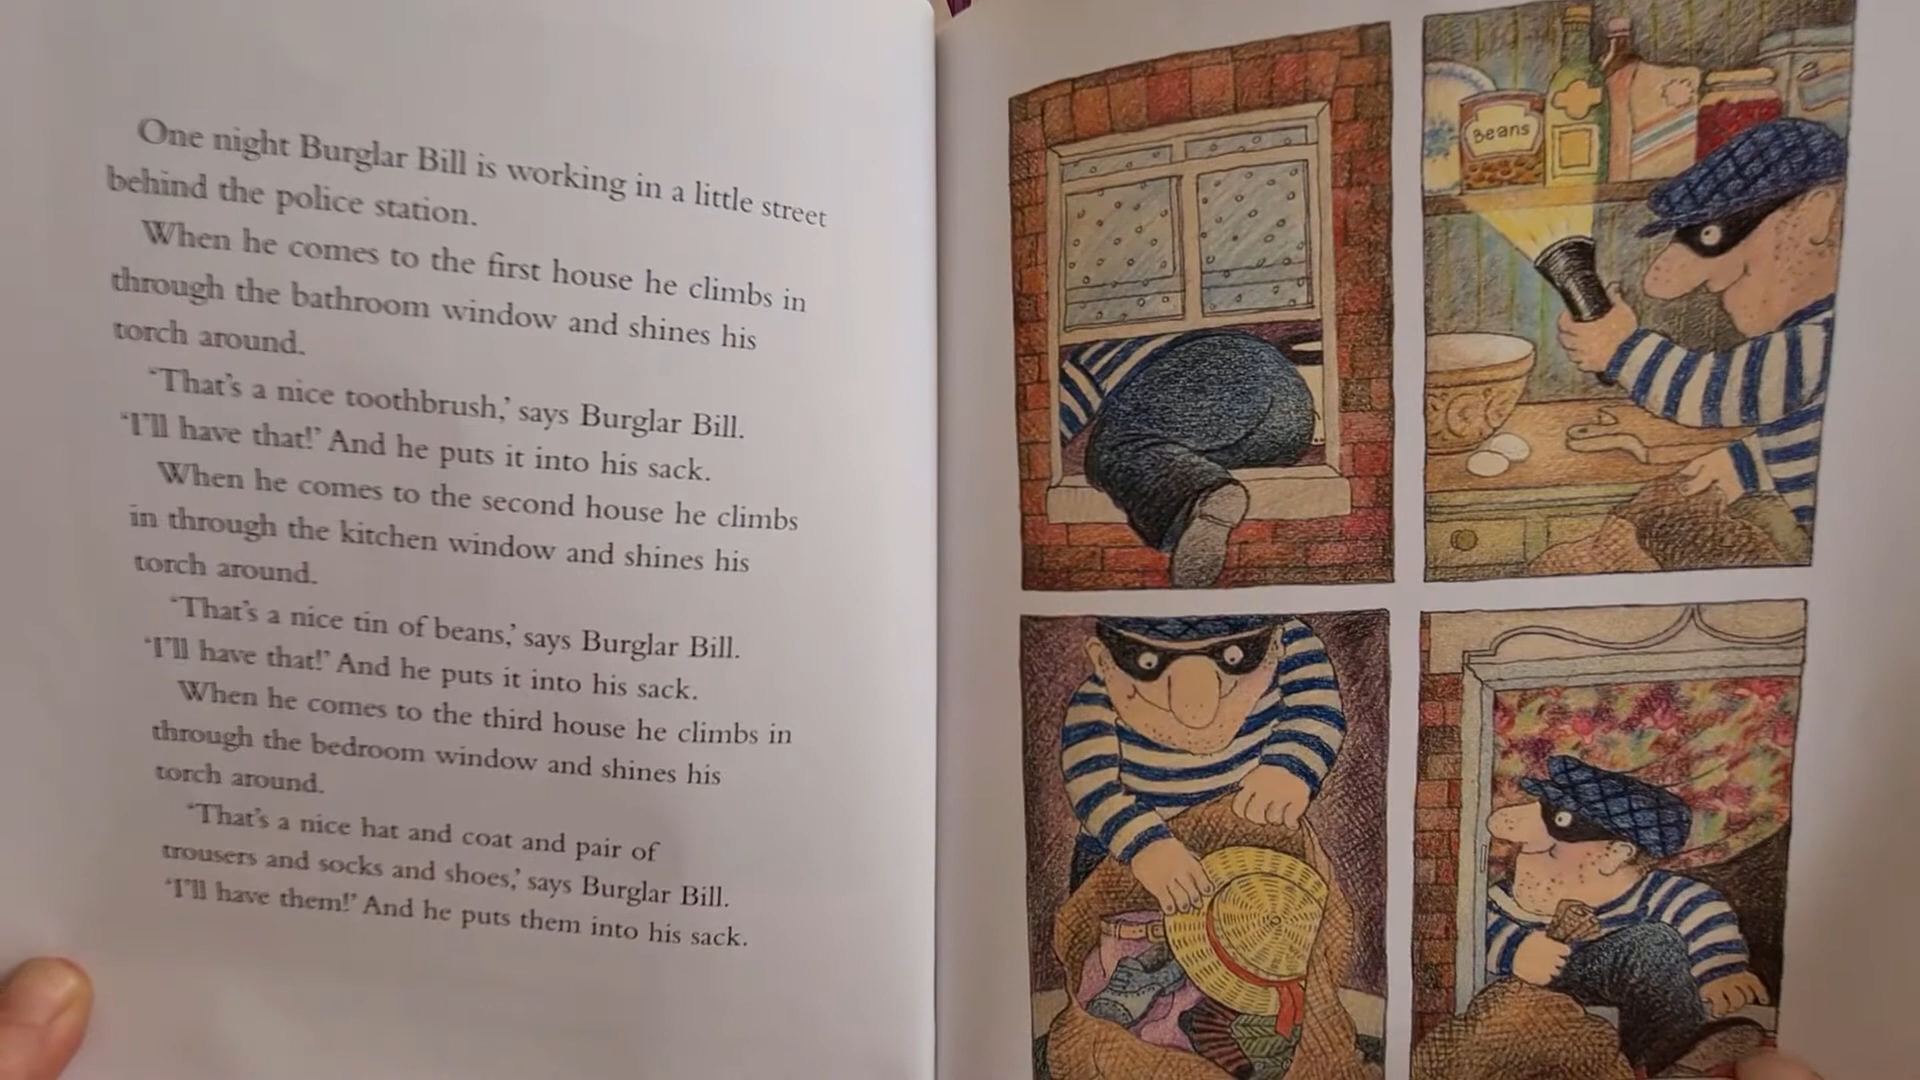 One night Burglar Bill is working in a little street
behind the police station.
When he comes to the first house he climbs in
through the bathroom window and shines his
torch around.
‘That’s a nice toothbrush,’ says Burglar Bill.
‘I’ll have that!’ And he puts it into his sack.
When he comes to the second house he climbs
in through the kitchen window and shines his
torch around.
‘That’s a nice tin of beans,’ says Burglar Bill.
‘I’ll have that!’ And he puts it into his sack.
When he comes to the third house he climbs in
through the bedroom window and shines his
torch around.
‘That’s a nice hat and coat and pair of
trousers and socks and shoes,’ says Burglar Bill.
‘I’ll have them!’ And he puts them into his sack.
Beans